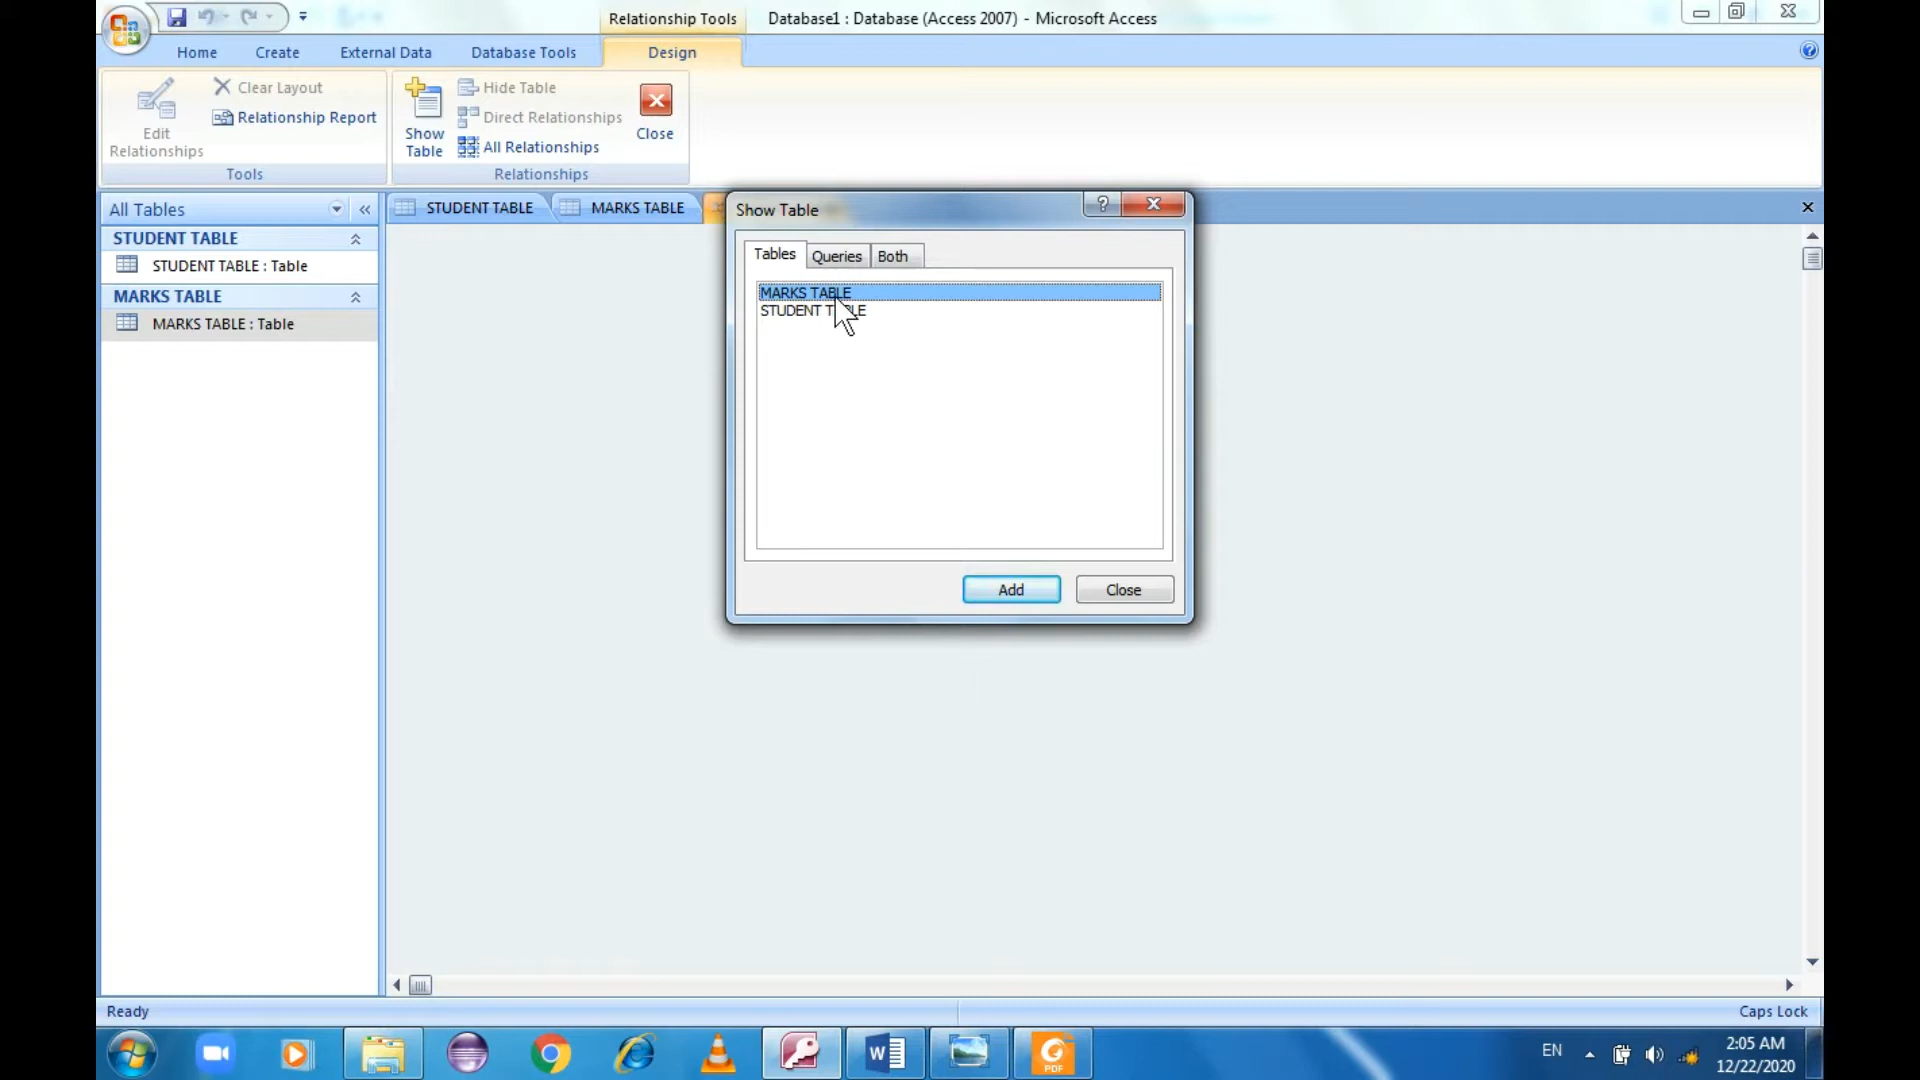 Relationship Tools
Database1 : Database (Access 2007) - Microsoft Access
Home Create External Data Database Tools Design
Edit Relationships
Clear Layout
Relationship Report
Tools
Show Table
Hide Table
Direct Relationships
All Relationships
Close
Relationships
All Tables
STUDENT TABLE
STUDENT TABLE : Table
MARKS TABLE
MARKS TABLE : Table
STUDENT TABLE MARKS TABLE
Show Table
Tables Queries Both
MARKS TABLE
STUDENT TABLE
Add Close
Ready
Caps Lock
PDF
EN
2:05 AM
12/22/2020